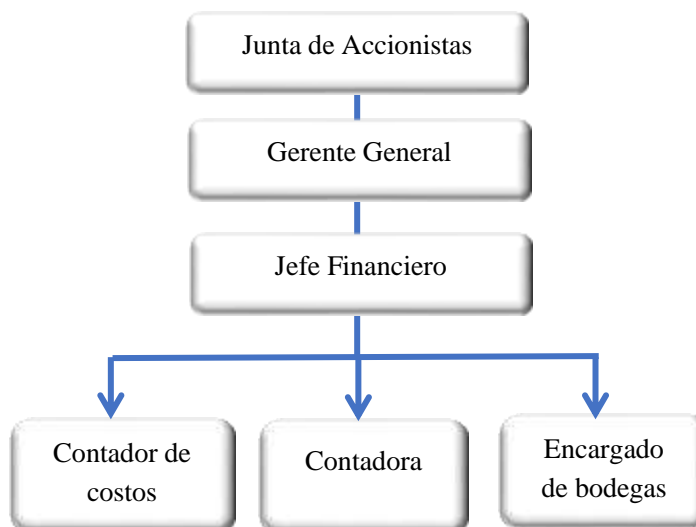 Junta de Accionistas
Gerente General
Jefe Financiero
Contador de
costos
Contadora
Encargado
de bodegas